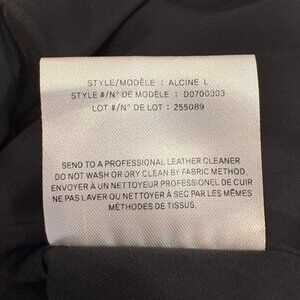 STYLE/MODÈLE : ALCINE L
STYLE #/N° DE MODÈLE : D0700303
LOT #/N° DE LOT : 255089
SEND TO A PROFESSIONAL LEATHER CLEANER
DO NOT WASH OR DRY CLEAN BY FABRIC METHOD.
ENVOYER À UN NETTOYEUR PROFESSIONEL DE CUIR
NE PAS LAVER OU NETTOYER À SEC PAR LES MÊMES
MÉTHODES DE TISSUS.